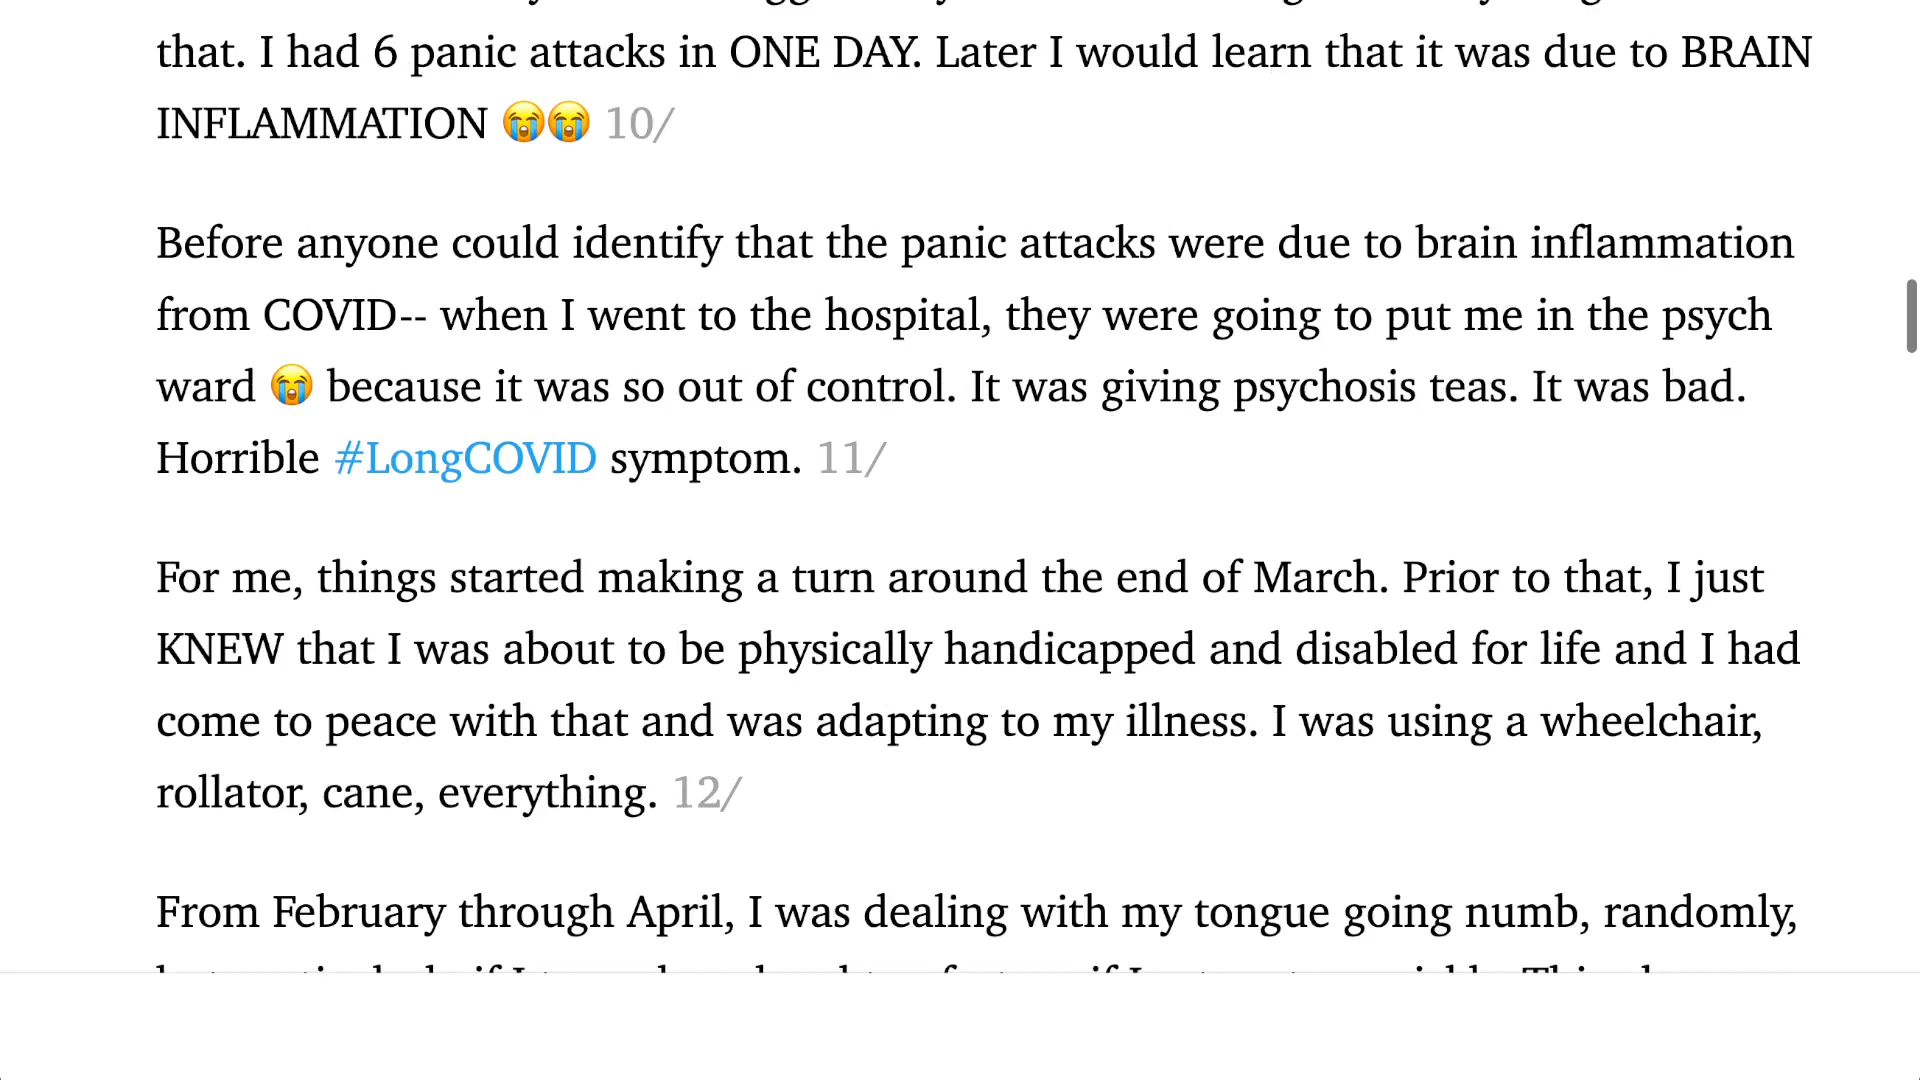 that. I had 6 panic attacks in ONE DAY. Later I would learn that it was due to BRAIN
INFLAMMATION 😭😭 10/
Before anyone could identify that the panic attacks were due to brain inflammation
from COVID-- when I went to the hospital, they were going to put me in the psych
ward 😭 because it was so out of control. It was giving psychosis teas. It was bad.
Horrible #LongCOVID symptom. 11/
For me, things started making a turn around the end of March. Prior to that, I just
KNEW that I was about to be physically handicapped and disabled for life and I had
come to peace with that and was adapting to my illness. I was using a wheelchair,
rollator, cane, everything. 12/
From February through April, I was dealing with my tongue going numb, randomly,